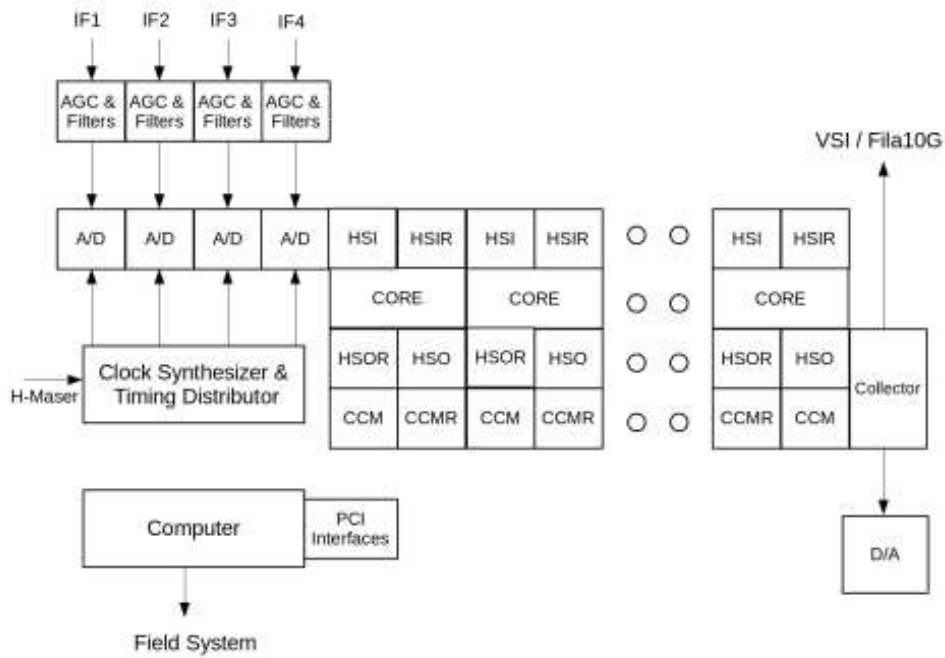 IF1 IF2 IF3 IF4
AGC & AGC & AGC & AGC &
Filters Filters Filters Filters
VSI / Fila10G
A/D A/D A/D A/D HSI HSIR HSI HSIR HSI HSIR
CORE CORE CORE
HSOR HSO HSOR HSO HSOR HSO
Clock Synthesizer &
Timing Distributor
H-Maser
Collector
CCM CCMR CCM CCMR CCMR CCM
Computer
PCI
Interfaces
D/A
Field System